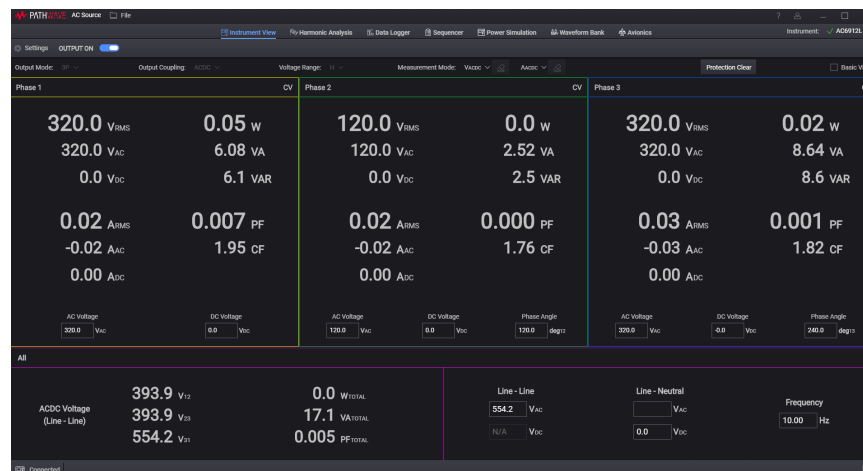 PATHWAVE AC Source File ?
Instrument View Harmonic Analysis Data Logger Sequencer Power Simulation Waveform Bank Avionics Instrument: AC6912L
Settings OUTPUT ON
Output Mode: 3P Output Coupling: ACDC Voltage Range: H Measurement Mode: VACDC AACDC Protection Clear Basic V
Phase 1 CV Phase 2 CV Phase 3
320.0 VRMS 0.05 W 120.0 VRMS 0.0 W 320.0 VRMS 0.02 W
320.0 VAC 6.08 VA 120.0 VAC 2.52 VA 320.0 VAC 8.64 VA
0.0 VDC 6.1 VAR 0.0 VDC 2.5 VAR 0.0 VDC 8.6 VAR
0.02 ARMS 0.007 PF 0.02 ARMS 0.000 PF 0.03 ARMS 0.001 PF
-0.02 AAC 1.95 CF -0.02 AAC 1.76 CF -0.03 AAC 1.82 CF
0.00 ADC 0.00 ADC 0.00 ADC
AC Voltage DC Voltage AC Voltage DC Voltage Phase Angle AC Voltage DC Voltage Phase Angle
320.0 VAC 0.0 VDC 120.0 VAC 0.0 VDC 120.0 deg12 320.0 VAC -0.0 VDC 240.0 deg13
All
393.9 V12 0.0 WTOTAL Line - Line Line - Neutral Frequency
ACDC Voltage (Line - Line) 393.9 V23 17.1 VATOTAL 554.2 VAC VAC 10.00 Hz
554.2 V31 0.005 PFTOTAL N/A VDC 0.0 VDC
Connected